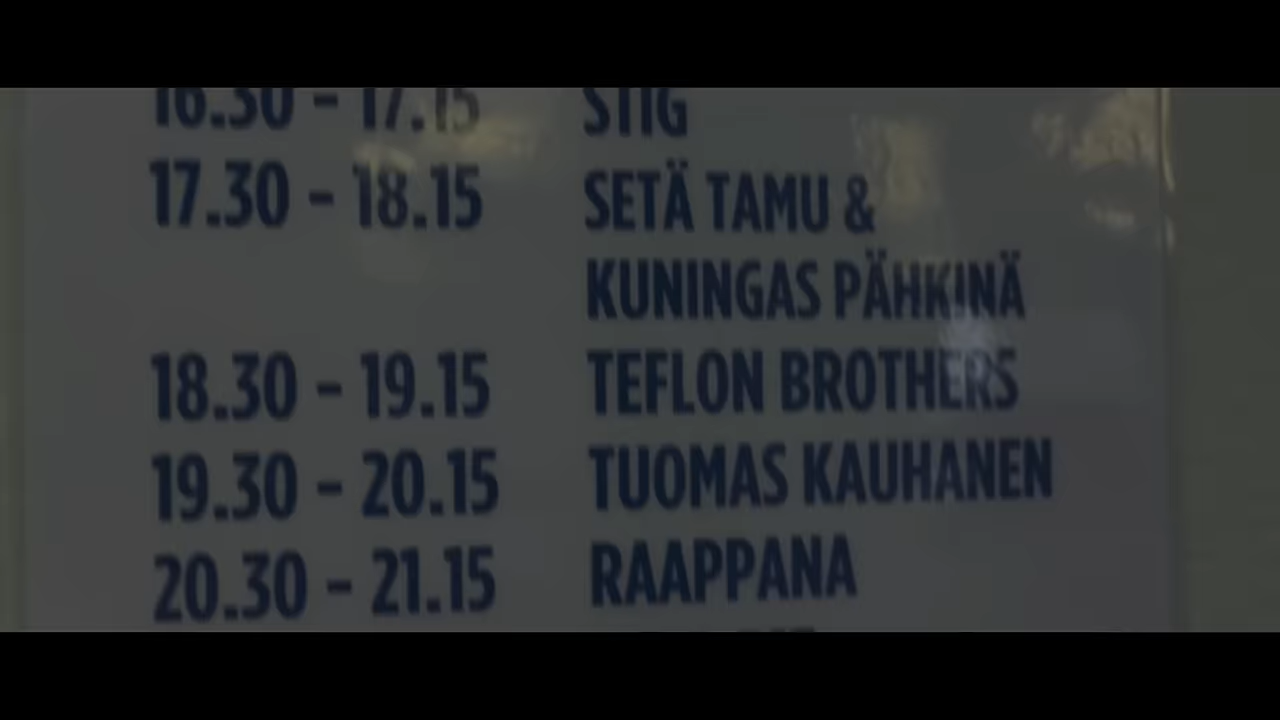 16.30 - 17.15 STIG
17.30 - 18.15 SETÄ TAMU &
KUNINGAS PÄHKINÄ
18.30 - 19.15 TEFLON BROTHERS
19.30 - 20.15 TUOMAS KAUHANEN
20.30 - 21.15 RAAPPANA